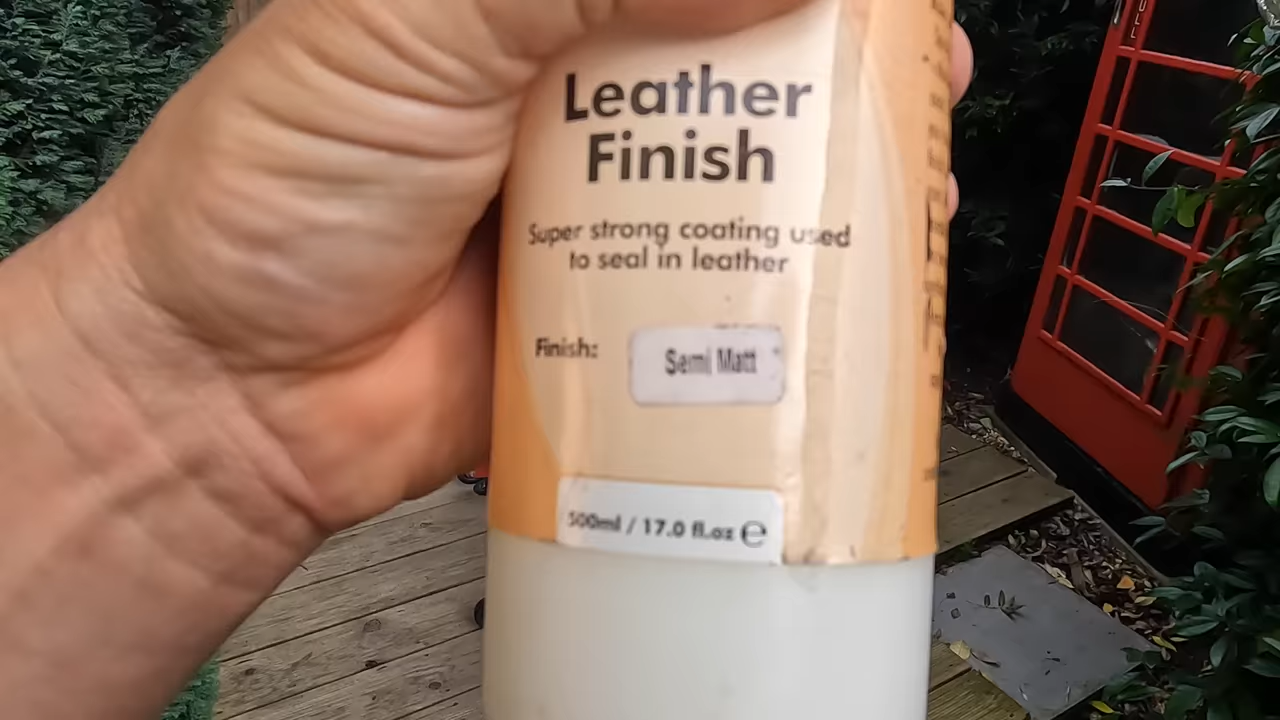 Leather
Finish
Super strong coating used
to seal in leather
Finish:
Semi Matt
500ml / 17.0 fl.oz ℮